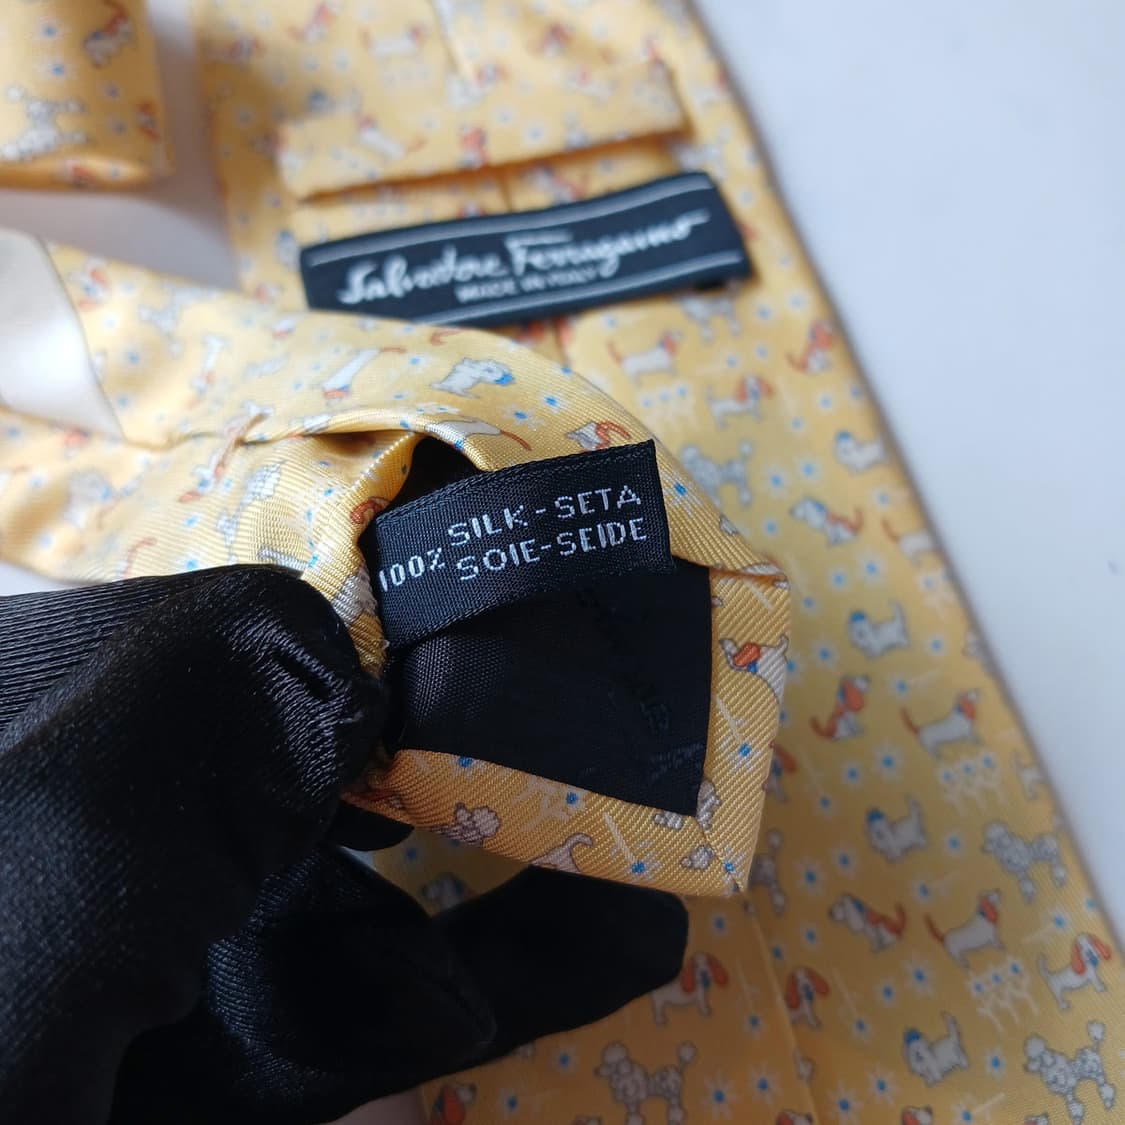 Salvatore Ferragamo
MADE IN ITALY
SILK-SETA
100% SOIE-SEIDE